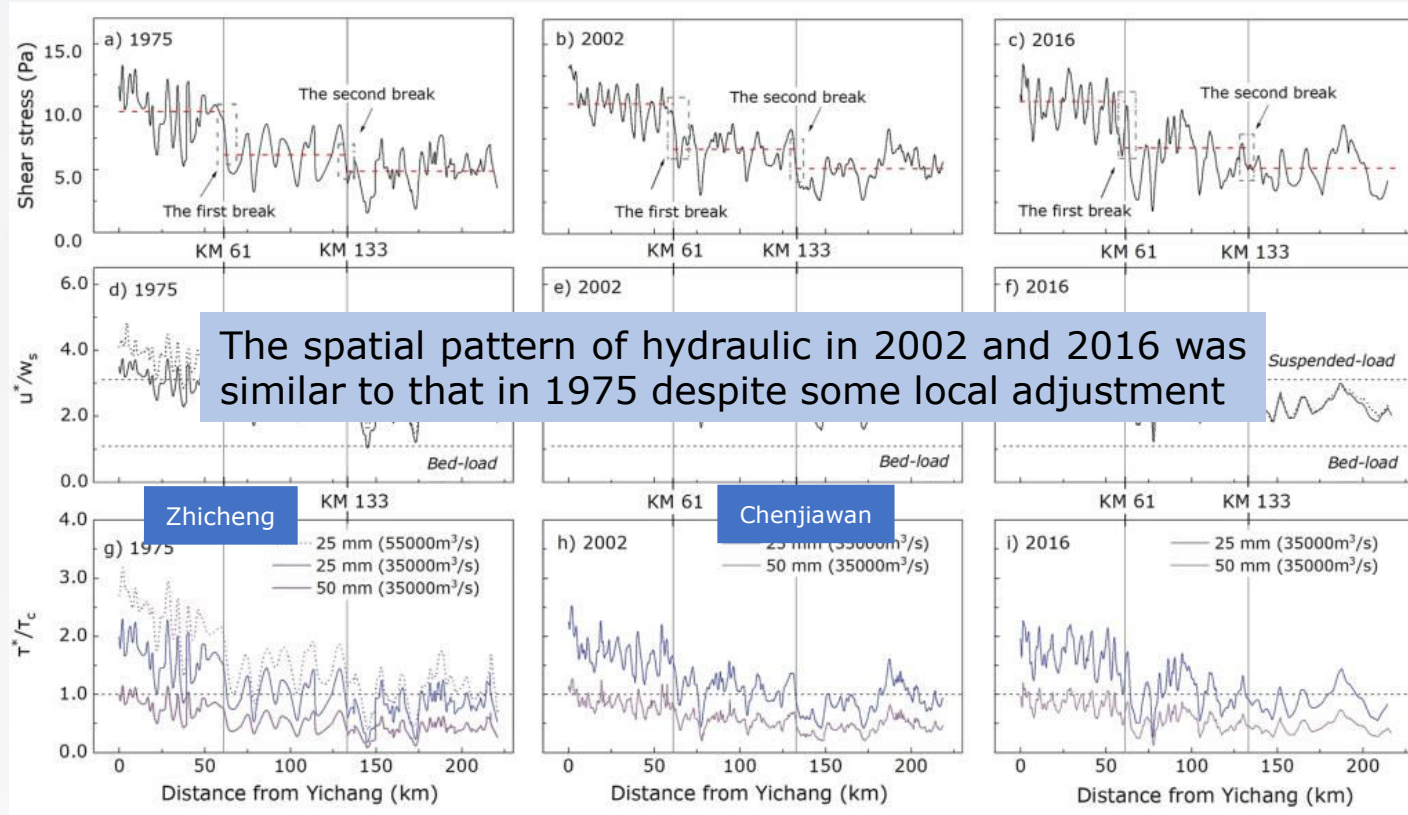 a) 1975
b) 2002
c) 2016
Shear stress (Pa)
15.0
10.0
5.0
0.0
The second break
The first break
The second break
The first break
The second break
The first break
KM 61
KM 133
KM 61
KM 133
KM 61
KM 133
d) 1975
e) 2002
f) 2016
u*/ws
6.0
4.0
2.0
0.0
The spatial pattern of hydraulic in 2002 and 2016 was
similar to that in 1975 despite some local adjustment
Suspended-load
Bed-load
Bed-load
Bed-load
Zhicheng
KM 133
KM 61
Chenjiawan
KM 61
KM 133
g) 1975
h) 2002
i) 2016
τ*/τc
4.0
3.0
2.0
1.0
0.0
25 mm (55000m³/s)
25 mm (35000m³/s)
50 mm (35000m³/s)
25 mm (35000m³/s)
50 mm (35000m³/s)
25 mm (35000m³/s)
50 mm (35000m³/s)
0 50 100 150 200
0 50 100 150 200
0 50 100 150 200
Distance from Yichang (km)
Distance from Yichang (km)
Distance from Yichang (km)